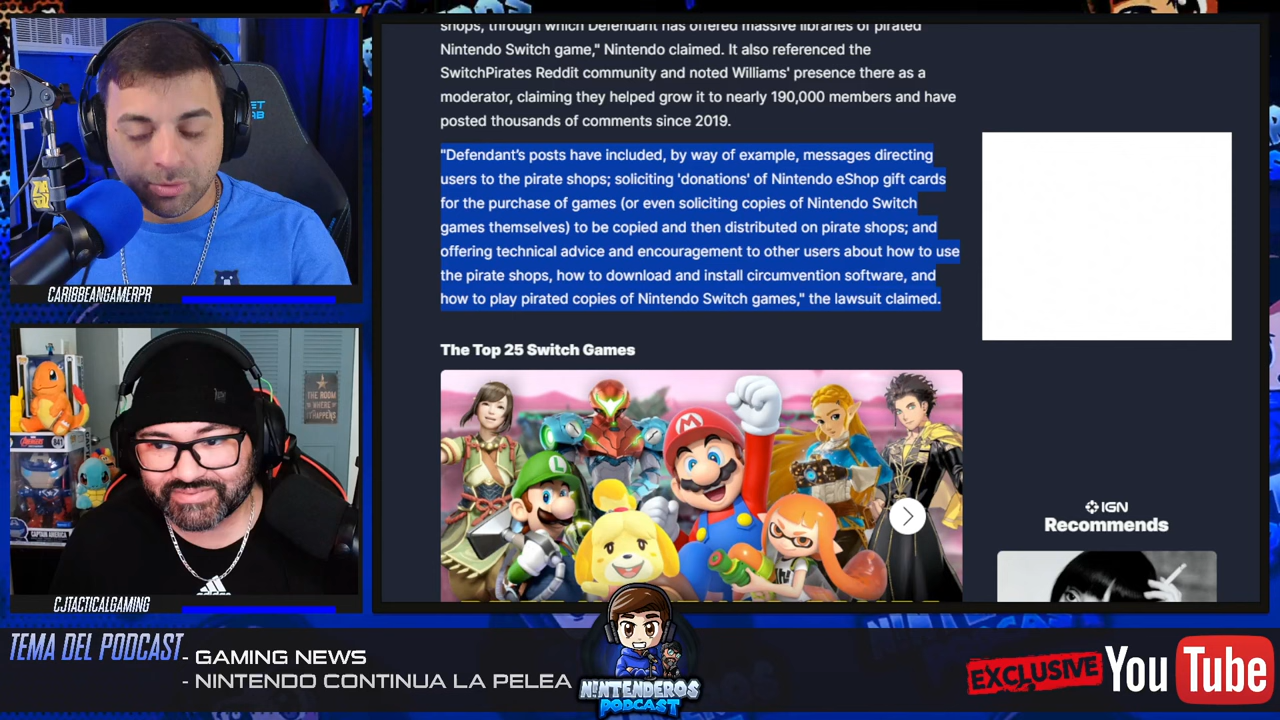 shops, through which Defendant has offered massive libraries of pirated
Nintendo Switch game," Nintendo claimed. It also referenced the
SwitchPirates Reddit community and noted Williams' presence there as a
moderator, claiming they helped grow it to nearly 190,000 members and have
posted thousands of comments since 2019.
"Defendant's posts have included, by way of example, messages directing
users to the pirate shops; soliciting 'donations' of Nintendo eShop gift cards
for the purchase of games (or even soliciting copies of Nintendo Switch
games themselves) to be copied and then distributed on pirate shops; and
offering technical advice and encouragement to other users about how to use
the pirate shops, how to download and install circumvention software, and
how to play pirated copies of Nintendo Switch games," the lawsuit claimed.
The Top 25 Switch Games
IGN
Recommends
CARIBBEANGAMERPR
THE ROOM
WHERE IT
HAPPENS
CAPTAIN AMERICA
CJTACTICALGAMING
TEMA DEL PODCAST
- GAMING NEWS
- NINTENDO CONTINUA LA PELEA
NINTENDEROS
PODCAST
EXCLUSIVE
YouTube